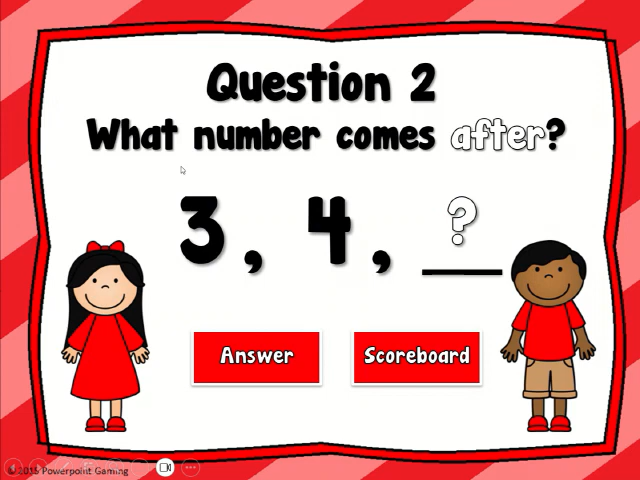 Question 2
What number comes after?
3, 4, ?
Answer
Scoreboard
© 2015 Powerpoint Gaming